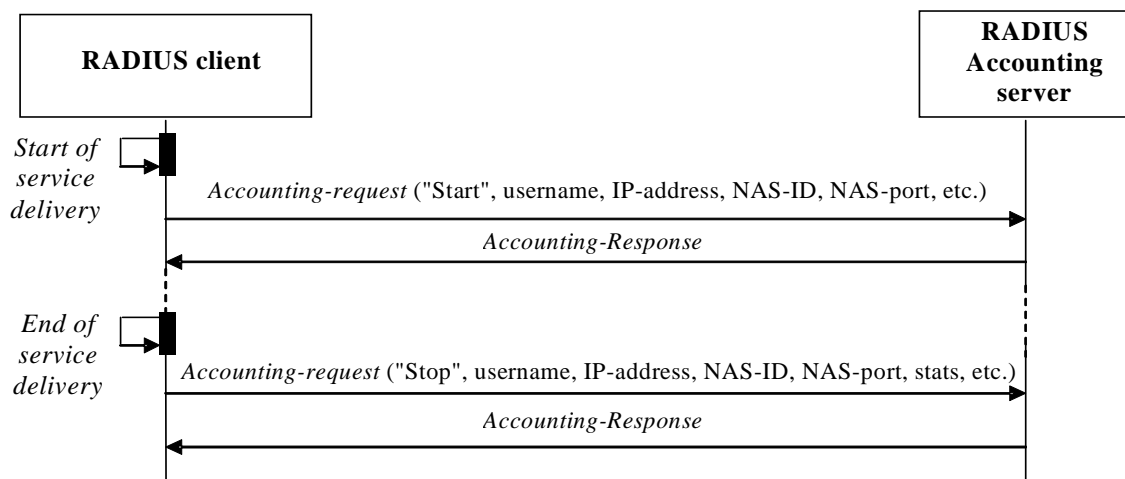 RADIUS client
RADIUS
Accounting
server
Start of
service
delivery
Accounting-request ("Start", username, IP-address, NAS-ID, NAS-port, etc.)
Accounting-Response
End of
service
delivery
Accounting-request ("Stop", username, IP-address, NAS-ID, NAS-port, stats, etc.)
Accounting-Response